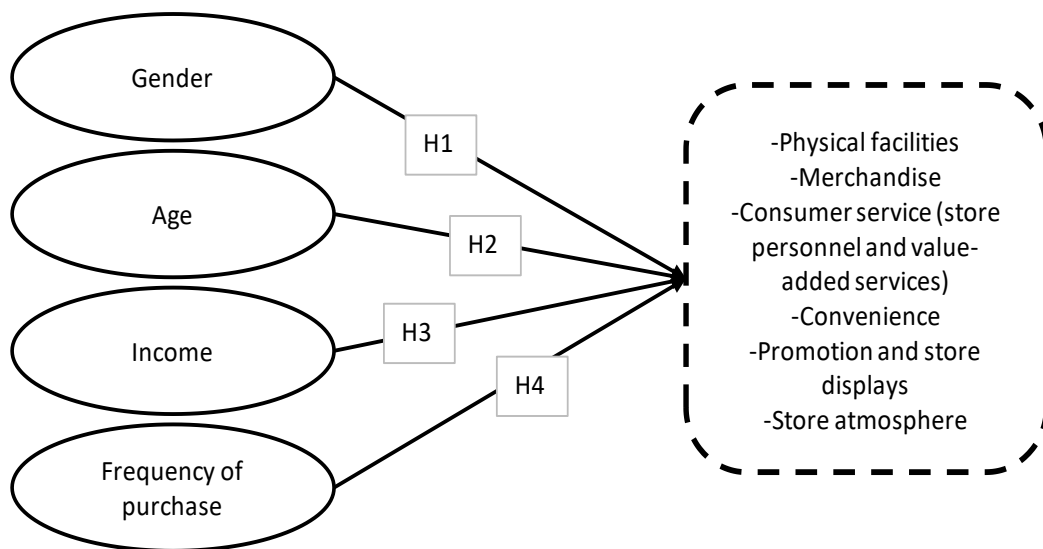 Gender
H1
Age
H2
Income
H3
H4
Frequency of
purchase
-Physical facilities
-Merchandise
-Consumer service (store
personnel and value-
added services)
-Convenience
-Promotion and store
displays
-Store atmosphere